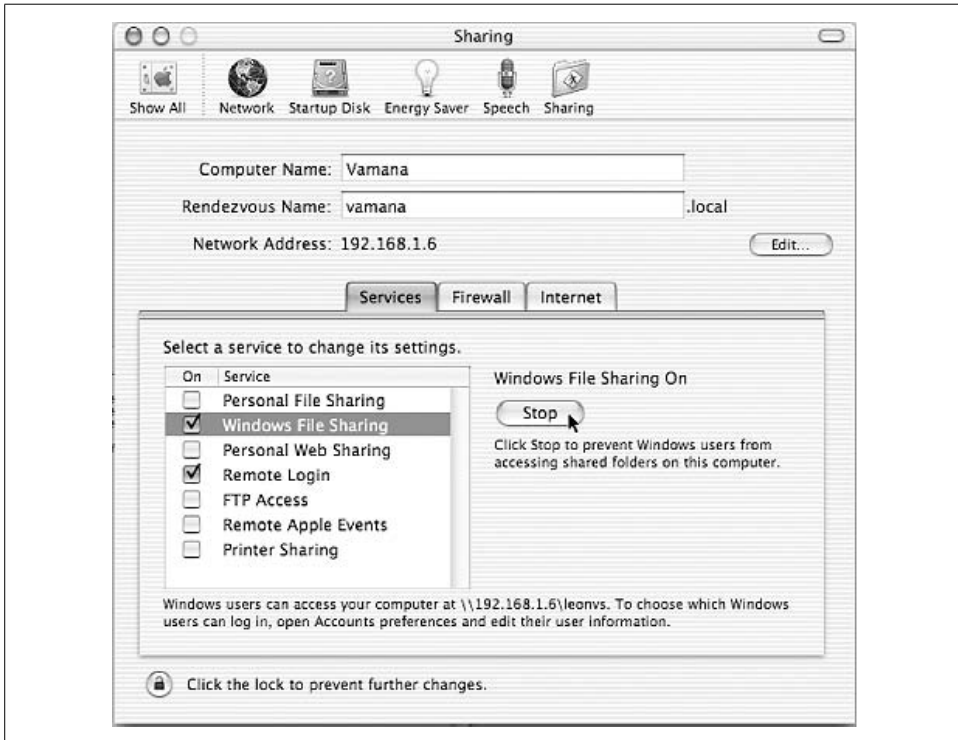 Sharing
Show All Network Startup Disk Energy Saver Speech Sharing
Computer Name: Vamana
Rendezvous Name: vamana .local
Network Address: 192.168.1.6 Edit...
Services Firewall Internet
Select a service to change its settings.
On Service
Personal File Sharing
Windows File Sharing
Personal Web Sharing
Remote Login
FTP Access
Remote Apple Events
Printer Sharing
Windows File Sharing On
Stop
Click Stop to prevent Windows users from
accessing shared folders on this computer.
Windows users can access your computer at \\192.168.1.6\leonvs. To choose which Windows
users can log in, open Accounts preferences and edit their user information.
Click the lock to prevent further changes.